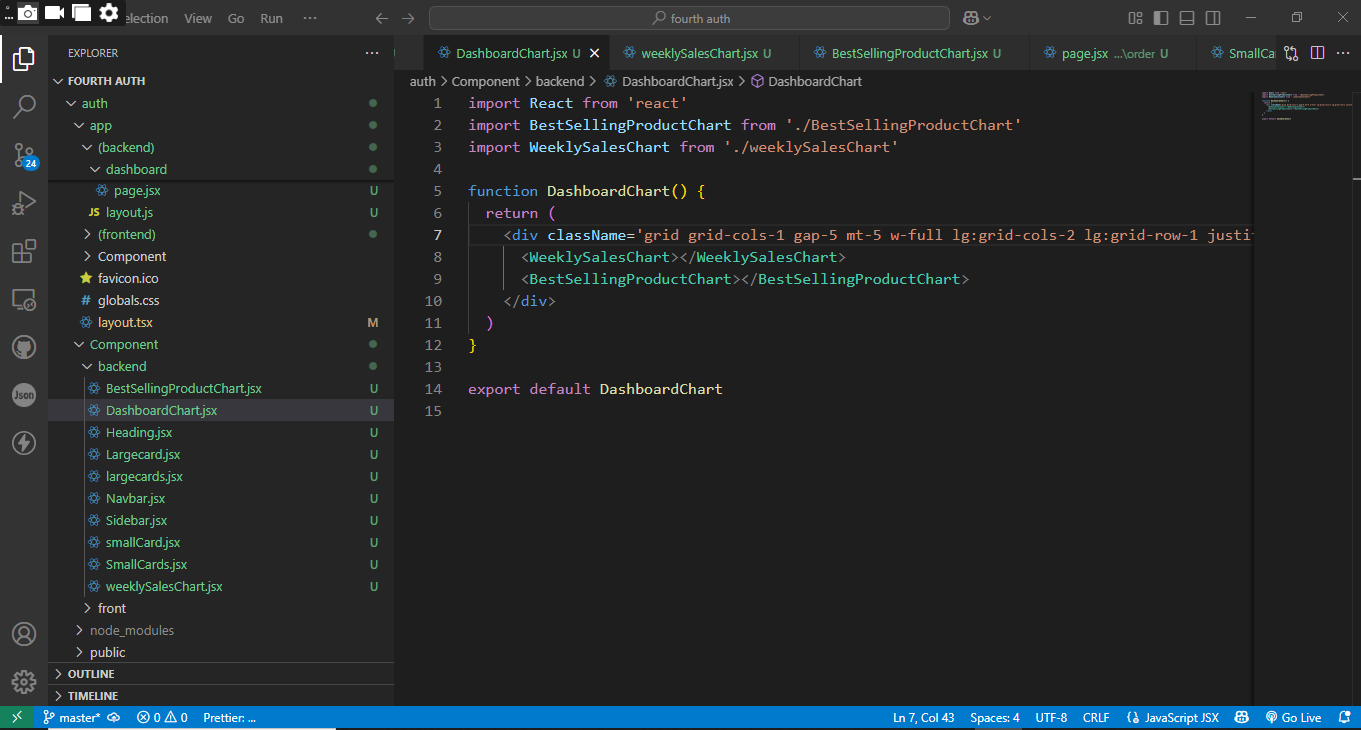 election View Go Run ···
fourth auth
EXPLORER ···
FOURTH AUTH
auth
app
(backend)
dashboard
page.jsx U
JS layout.js U
(frontend)
Component
favicon.ico
# globals.css
layout.tsx M
Component
backend
BestSellingProductChart.jsx U
DashboardChart.jsx U
Heading.jsx U
Largecard.jsx U
largecards.jsx U
Navbar.jsx U
Sidebar.jsx U
smallCard.jsx U
SmallCards.jsx U
weeklySalesChart.jsx U
front
node_modules
public
OUTLINE
TIMELINE
24
Json
DashboardChart.jsx U weeklySalesChart.jsx U BestSellingProductChart.jsx U page.jsx ...\order U SmallCa
auth > Component > backend > DashboardChart.jsx > DashboardChart
1 import React from 'react'
2 import BestSellingProductChart from './BestSellingProductChart'
3 import WeeklySalesChart from './weeklySalesChart'
4
5 function DashboardChart() {
6 return (
7 <div className='grid grid-cols-1 gap-5 mt-5 w-full lg:grid-cols-2 lg:grid-row-1 justi
8 <WeeklySalesChart></WeeklySalesChart>
9 <BestSellingProductChart></BestSellingProductChart>
10 </div>
11 )
12 }
13
14 export default DashboardChart
15
master* 0 0 Prettier: ... Ln 7, Col 43 Spaces: 4 UTF-8 CRLF JavaScript JSX Go Live